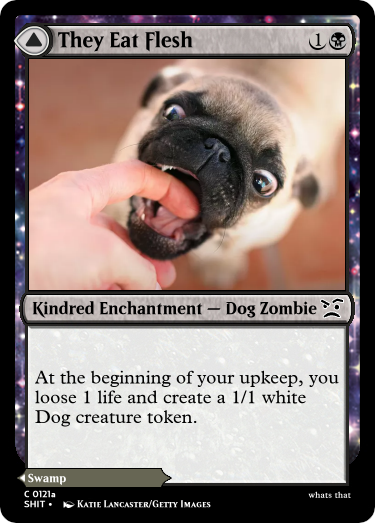 They Eat Flesh 1
Kindred Enchantment — Dog Zombie
At the beginning of your upkeep, you
loose 1 life and create a 1/1 white
Dog creature token.
Swamp
C 0121a
whats that
SHIT • Katie Lancaster/Getty Images